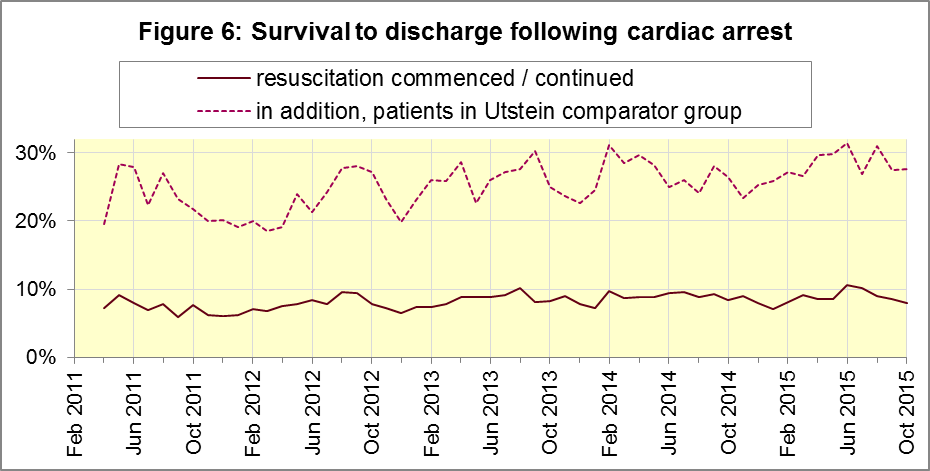 Figure 6: Survival to discharge following cardiac arrest
resuscitation commenced / continued
in addition, patients in Utstein comparator group
30%
20%
10%
0%
Feb 2011
Jun 2011
Oct 2011
Feb 2012
Jun 2012
Oct 2012
Feb 2013
Jun 2013
Oct 2013
Feb 2014
Jun 2014
Oct 2014
Feb 2015
Jun 2015
Oct 2015